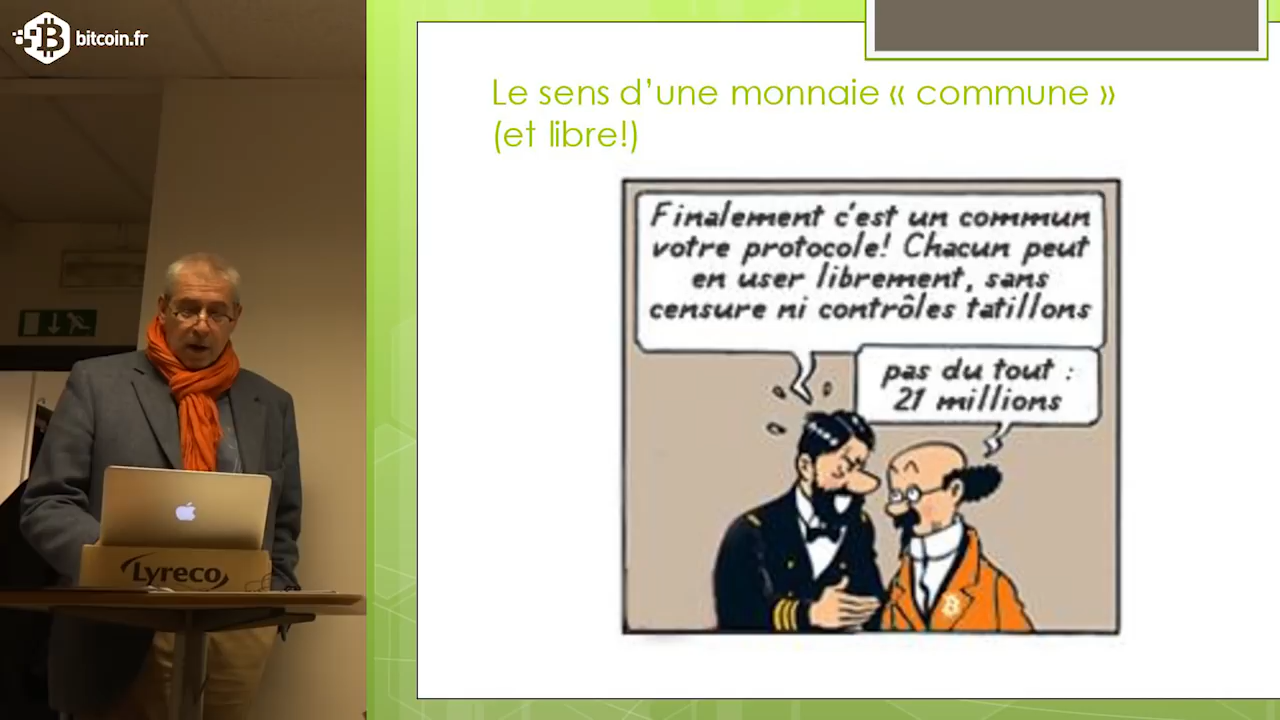 bitcoin.fr
Le sens d'une monnaie « commune »
(et libre!)
Finalement c'est un commun
votre protocole! Chacun peut
en user librement, sans
censure ni contrôles tatillons
pas du tout :
21 millions
Lyreco